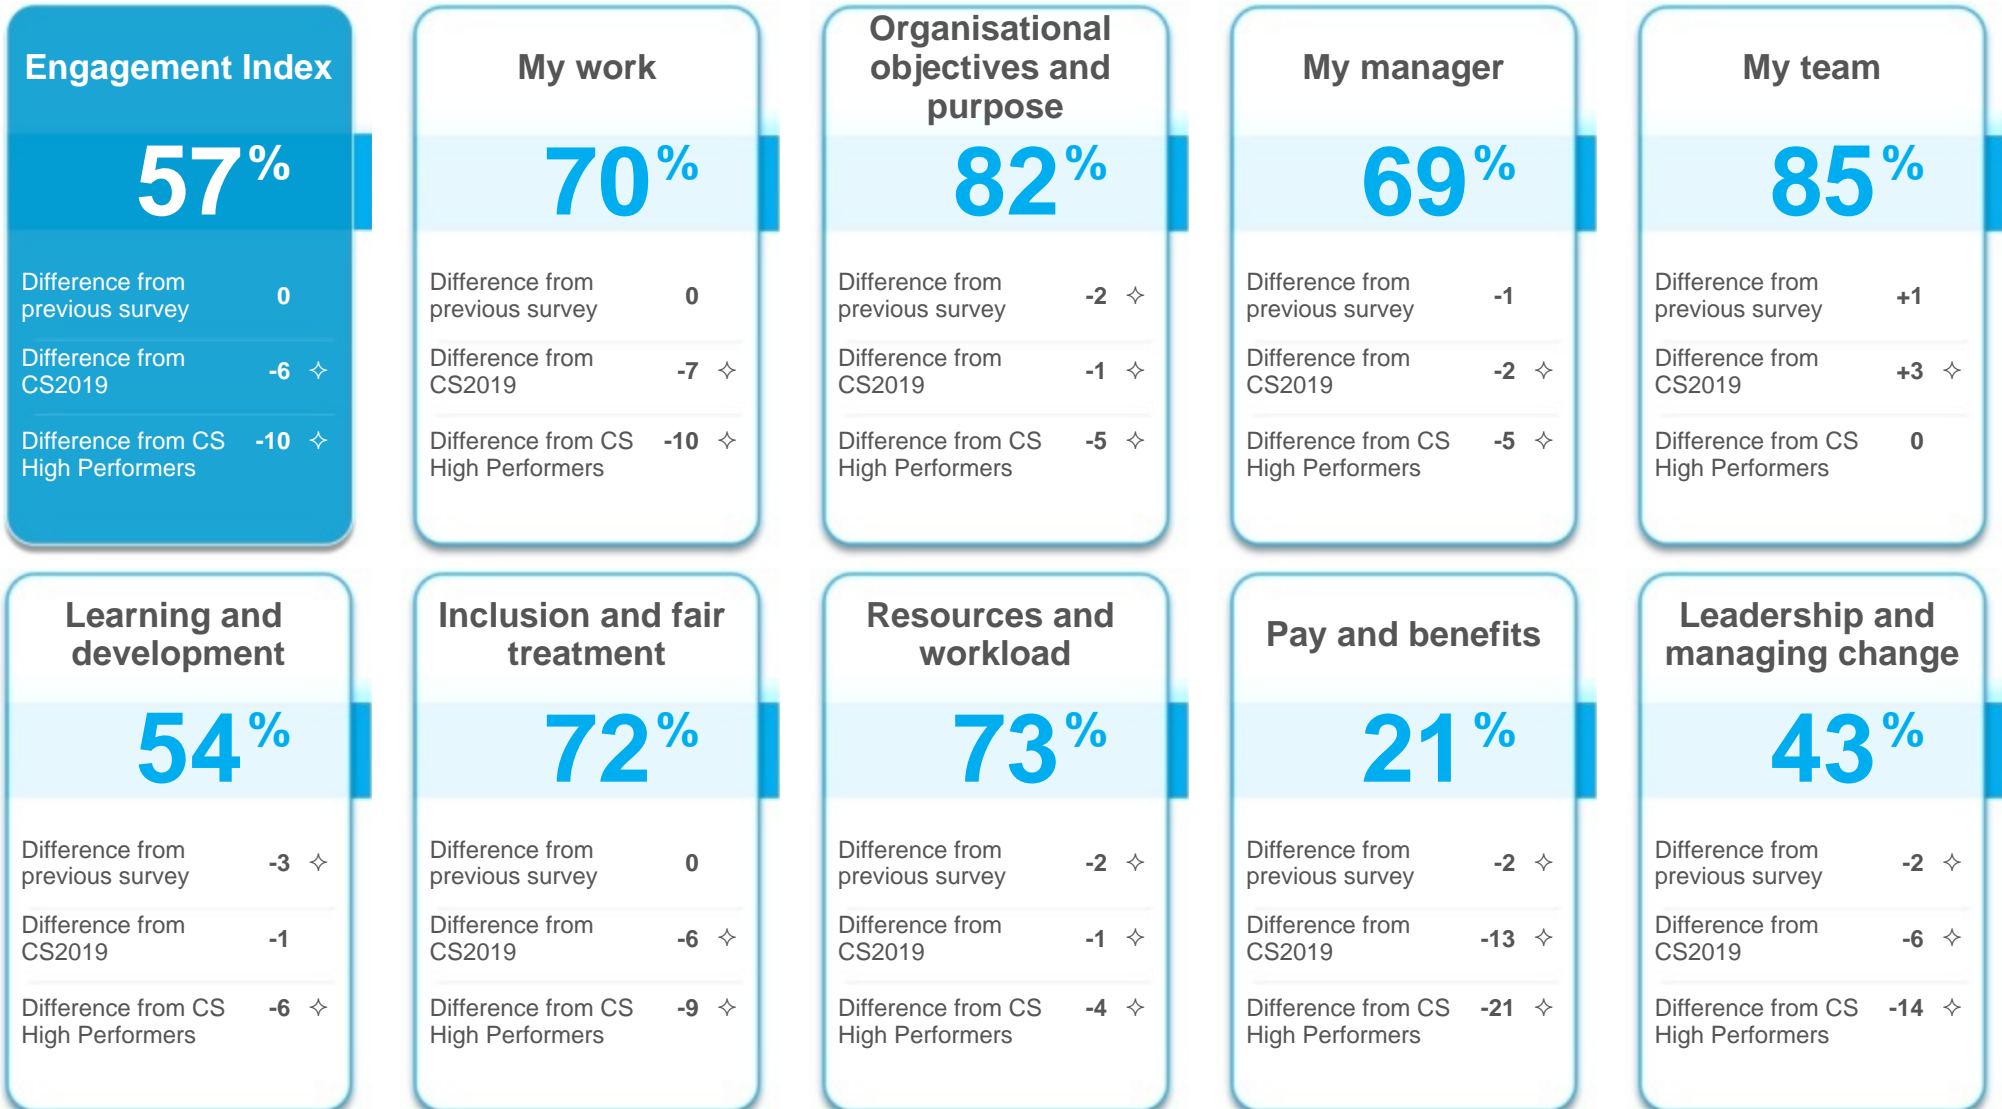 Engagement Index
57%
Difference from
previous survey
0
Difference from
CS2019
-6 ✧
Difference from CS
High Performers
-10 ✧
My work
70%
Difference from
previous survey
0
Difference from
CS2019
-7 ✧
Difference from CS
High Performers
-10 ✧
Organisational
objectives and
purpose
82%
Difference from
previous survey
-2 ✧
Difference from
CS2019
-1 ✧
Difference from CS
High Performers
-5 ✧
My manager
69%
Difference from
previous survey
-1
Difference from
CS2019
-2 ✧
Difference from CS
High Performers
-5 ✧
My team
85%
Difference from
previous survey
+1
Difference from
CS2019
+3 ✧
Difference from CS
High Performers
0
Learning and
development
54%
Difference from
previous survey
-3 ✧
Difference from
CS2019
-1
Difference from CS
High Performers
-6 ✧
Inclusion and fair
treatment
72%
Difference from
previous survey
0
Difference from
CS2019
-6 ✧
Difference from CS
High Performers
-9 ✧
Resources and
workload
73%
Difference from
previous survey
-2 ✧
Difference from
CS2019
-1 ✧
Difference from CS
High Performers
-4 ✧
Pay and benefits
21%
Difference from
previous survey
-2 ✧
Difference from
CS2019
-13 ✧
Difference from CS
High Performers
-21 ✧
Leadership and
managing change
43%
Difference from
previous survey
-2 ✧
Difference from
CS2019
-6 ✧
Difference from CS
High Performers
-14 ✧